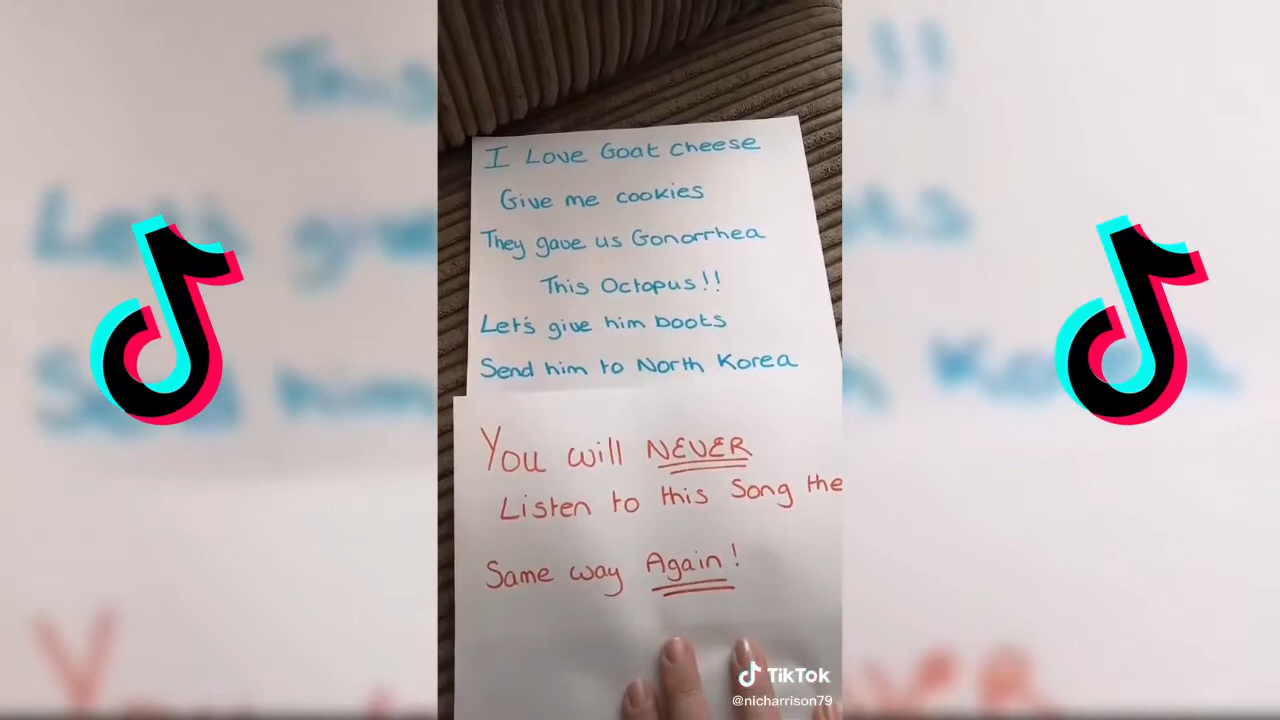 I Love Goat cheese
Give me cookies
They gave us Gonorrhea
This Octopus!!
Let's give him boots
Send him to North Korea
You will NEVER
Listen to this Song the
Same way Again!
TikTok
@nicharrison79